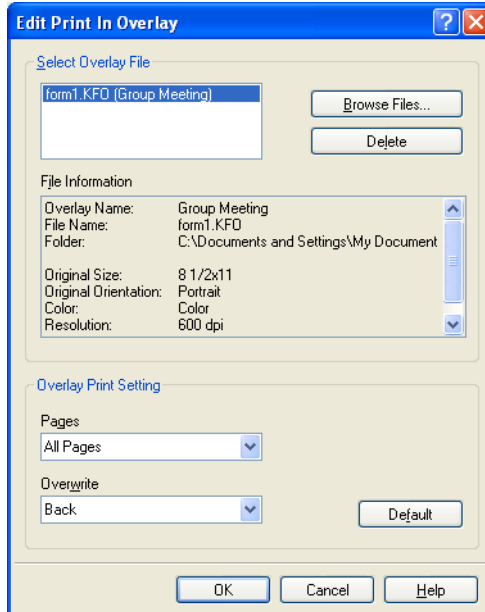 Edit Print In Overlay
Select Overlay File
form1.KFO (Group Meeting)
Browse Files...
Delete
File Information
Overlay Name: Group Meeting
File Name: form1.KFO
Folder: C:\Documents and Settings\My Document
Original Size: 8 1/2x11
Original Orientation: Portrait
Color: Color
Resolution: 600 dpi
Overlay Print Setting
Pages
All Pages
Overwrite
Back
Default
OK Cancel Help